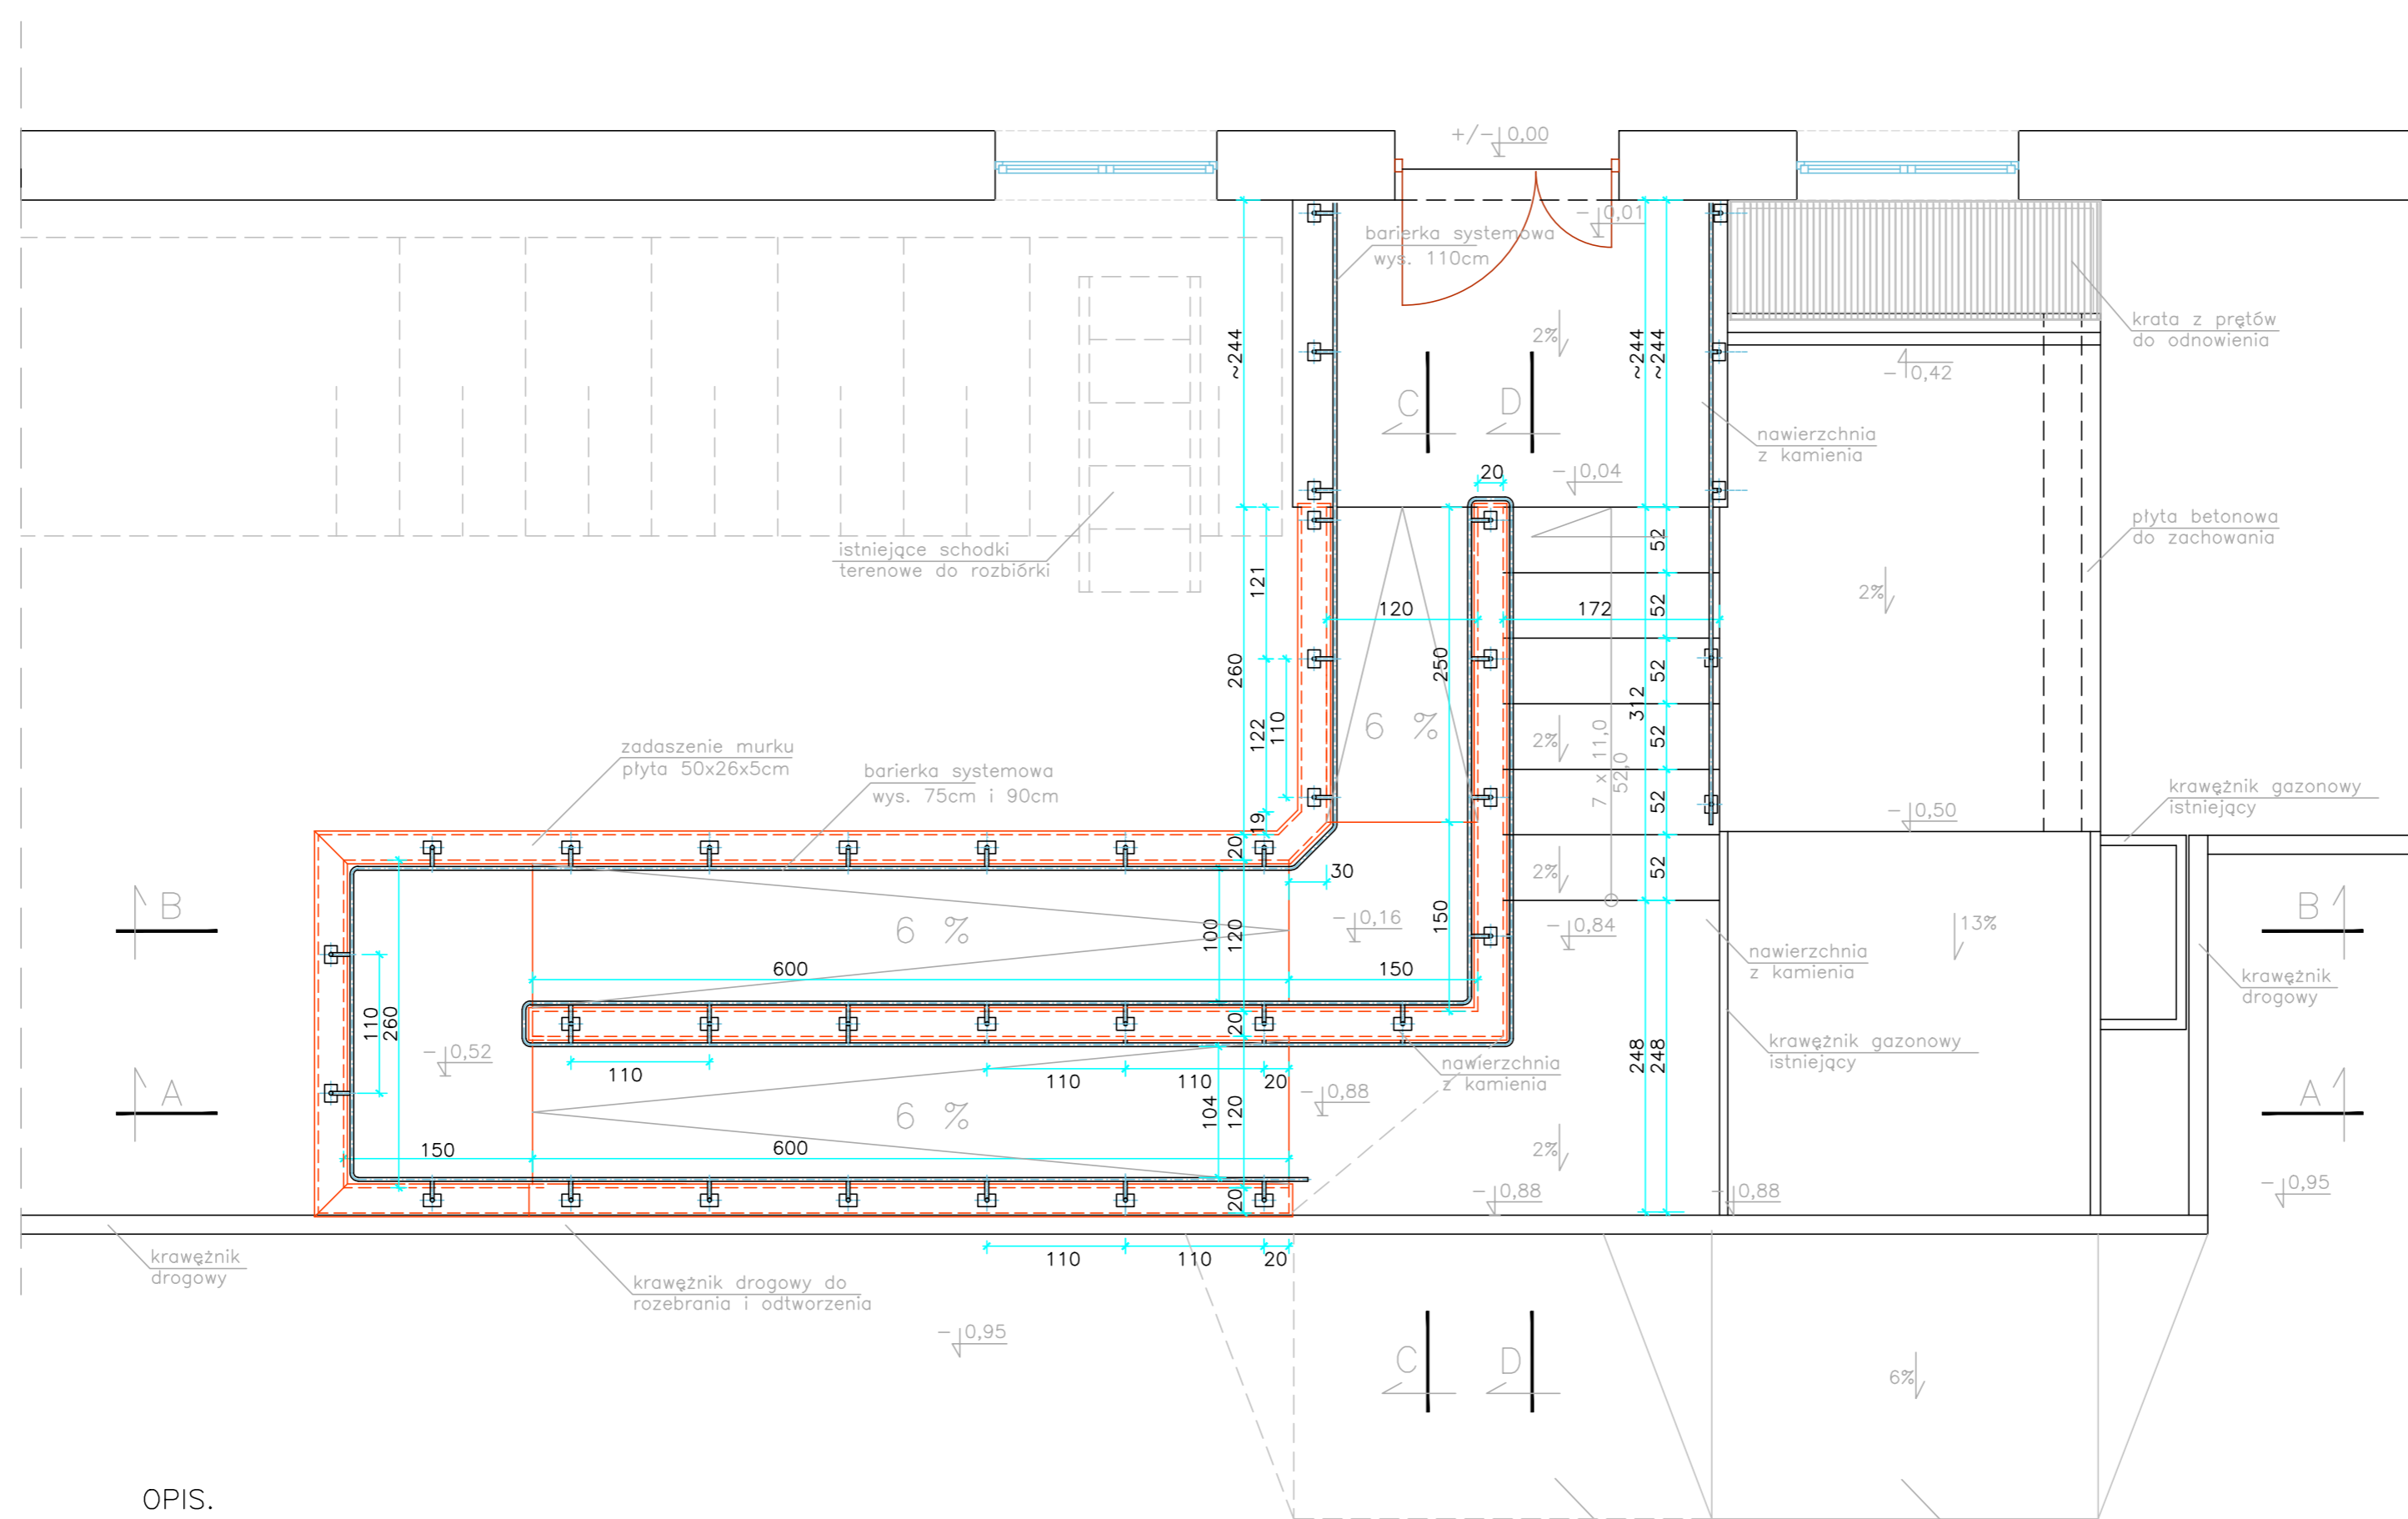 +/- 0,00
- 0,01
barierka systemowa
wys. 110cm
2%
~244
~244
~244
krata z prętów
do odnowienia
- 0,42
C
D
nawierzchnia
z kamienia
20
- 0,04
płyta betonowa
do zachowania
istniejące schodki
terenowe do rozbiórki
52
121
120
172
52
2%
260
250
52
312
122
110
6 %
52
2%
7 x 11,0
52,0
zadaszenie murku
płyta 50x26x5cm
barierka systemowa
wys. 75cm i 90cm
52
krawężnik gazonowy
istniejący
- 0,50
19
20
30
2%
52
B
6 %
100
120
- 0,16
150
- 0,84
nawierzchnia
z kamienia
13%
B
krawężnik
drogowy
600
150
110
260
20
- 0,52
110
110
110
20
nawierzchnia
z kamienia
248
248
krawężnik gazonowy
istniejący
A
6 %
104
120
- 0,88
A
150
600
2%
20
- 0,88
- 0,88
- 0,95
krawężnik
drogowy
110
110
20
krawężnik drogowy do
rozebrania i odtworzenia
- 0,95
C
D
6%
OPIS.